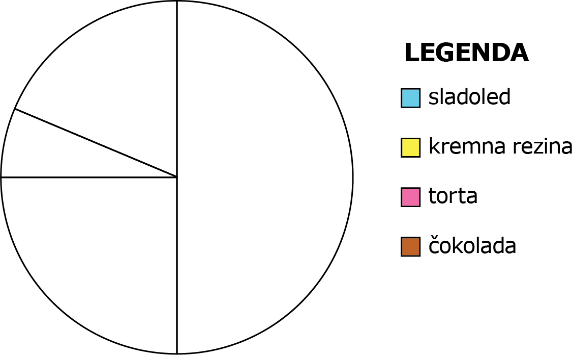 LEGENDA
sladoled
kremna rezina
torta
čokolada